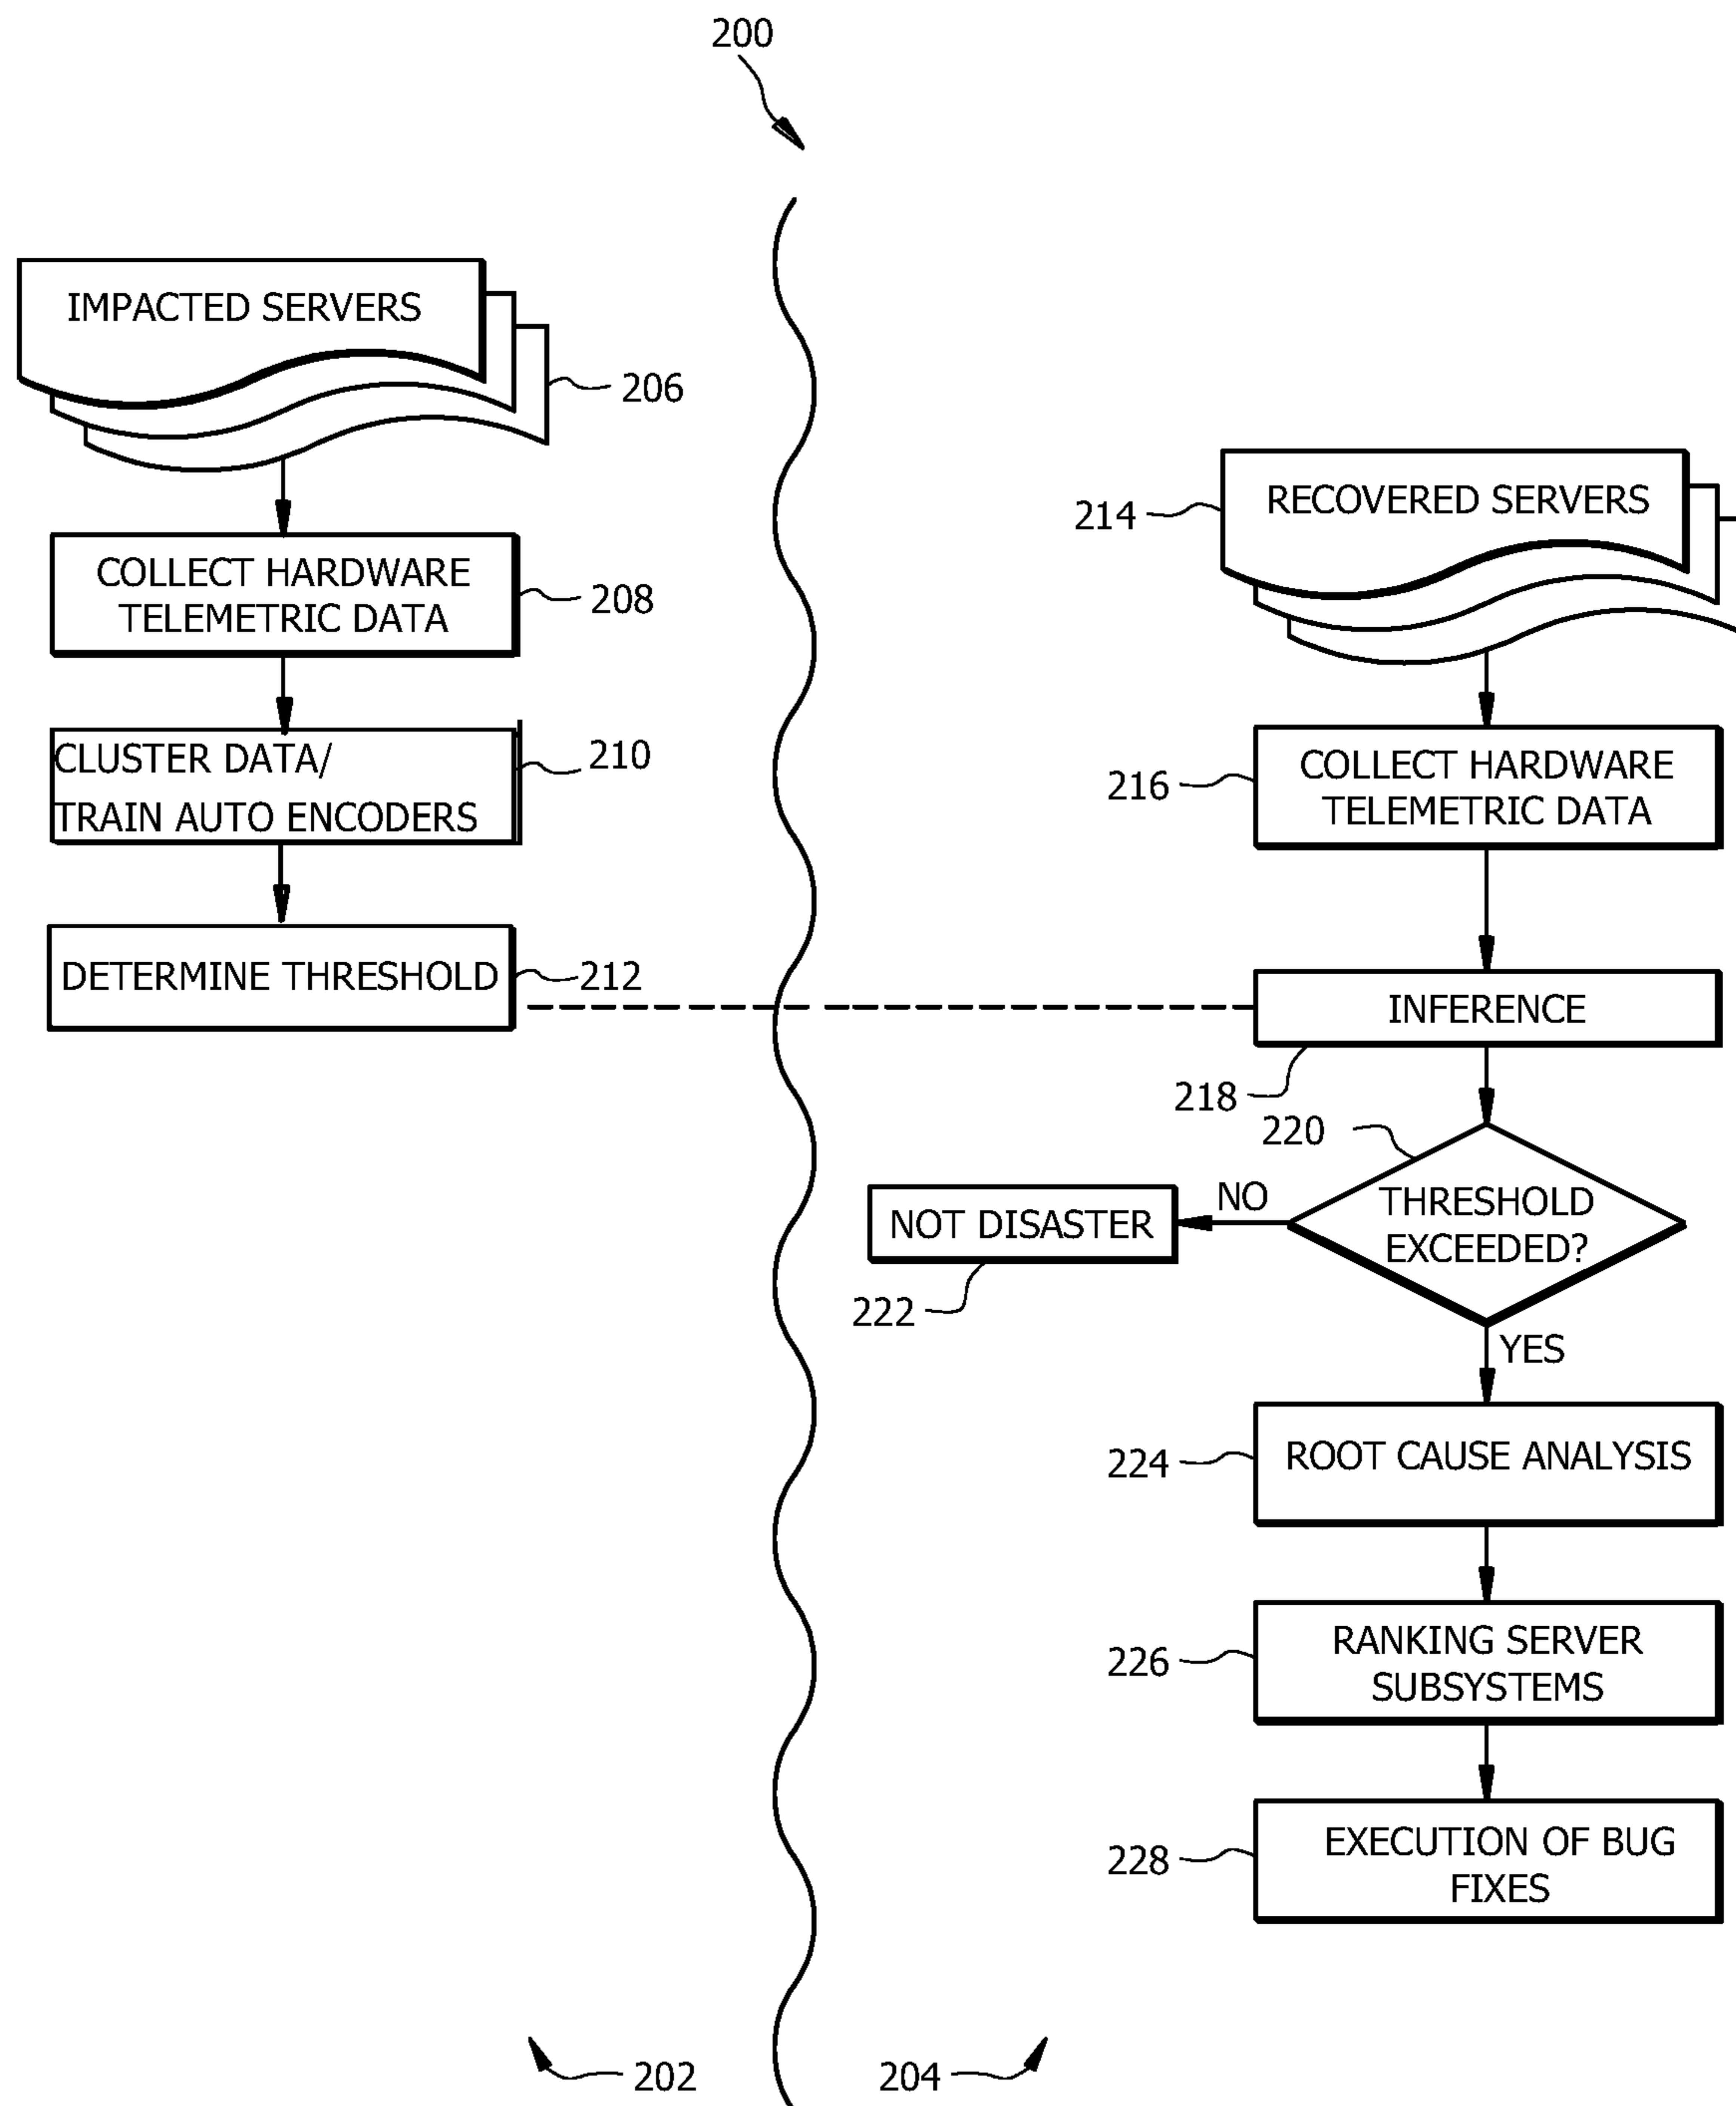 200
IMPACTED SERVERS
206
COLLECT HARDWARE
TELEMETRIC DATA
208
CLUSTER DATA/
TRAIN AUTO ENCODERS
210
DETERMINE THRESHOLD
212
202
RECOVERED SERVERS
214
COLLECT HARDWARE
TELEMETRIC DATA
216
INFERENCE
218
220
THRESHOLD
EXCEEDED?
NO
NOT DISASTER
222
YES
ROOT CAUSE ANALYSIS
224
RANKING SERVER
SUBSYSTEMS
226
EXECUTION OF BUG
FIXES
228
204